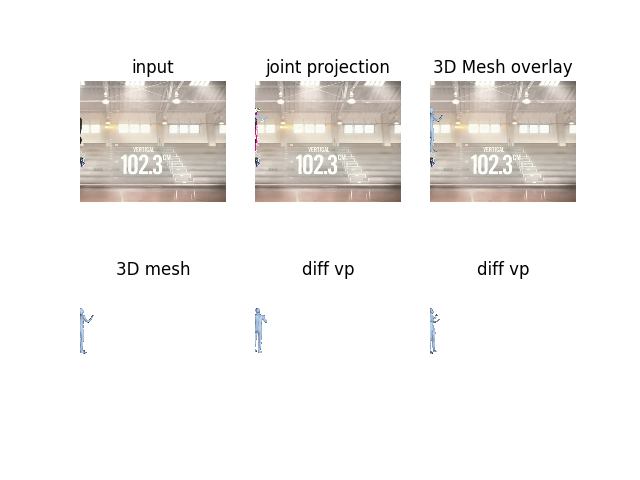 input
joint projection
3D Mesh overlay
VERTICAL
102.3 CM
VERTICAL
102.3 CM
VERTICAL
102.3 CM
3D mesh
diff vp
diff vp